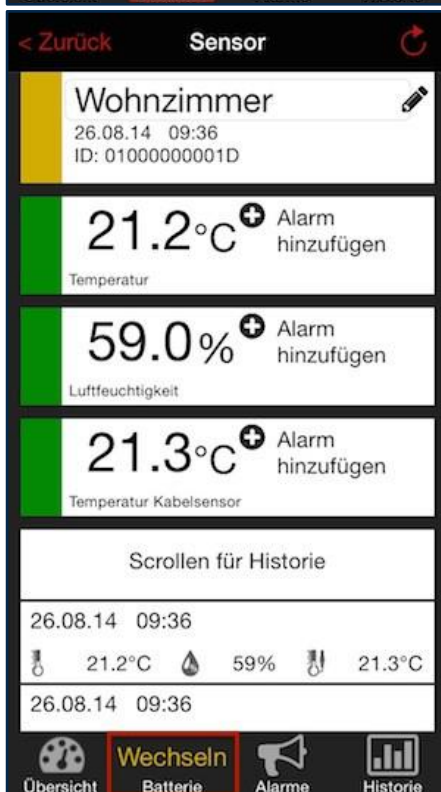 < Zurück Sensor
Wohnzimmer
26.08.14 09:36
ID: 01000000001D
21.2°C Alarm
hinzufügen
Temperatur
59.0% Alarm
hinzufügen
Luftfeuchtigkeit
21.3°C Alarm
hinzufügen
Temperatur Kabelsensor
Scrollen für Historie
26.08.14 09:36
21.2°C 59% 21.3°C
26.08.14 09:36
Wechseln
Übersicht Batterie Alarme Historie